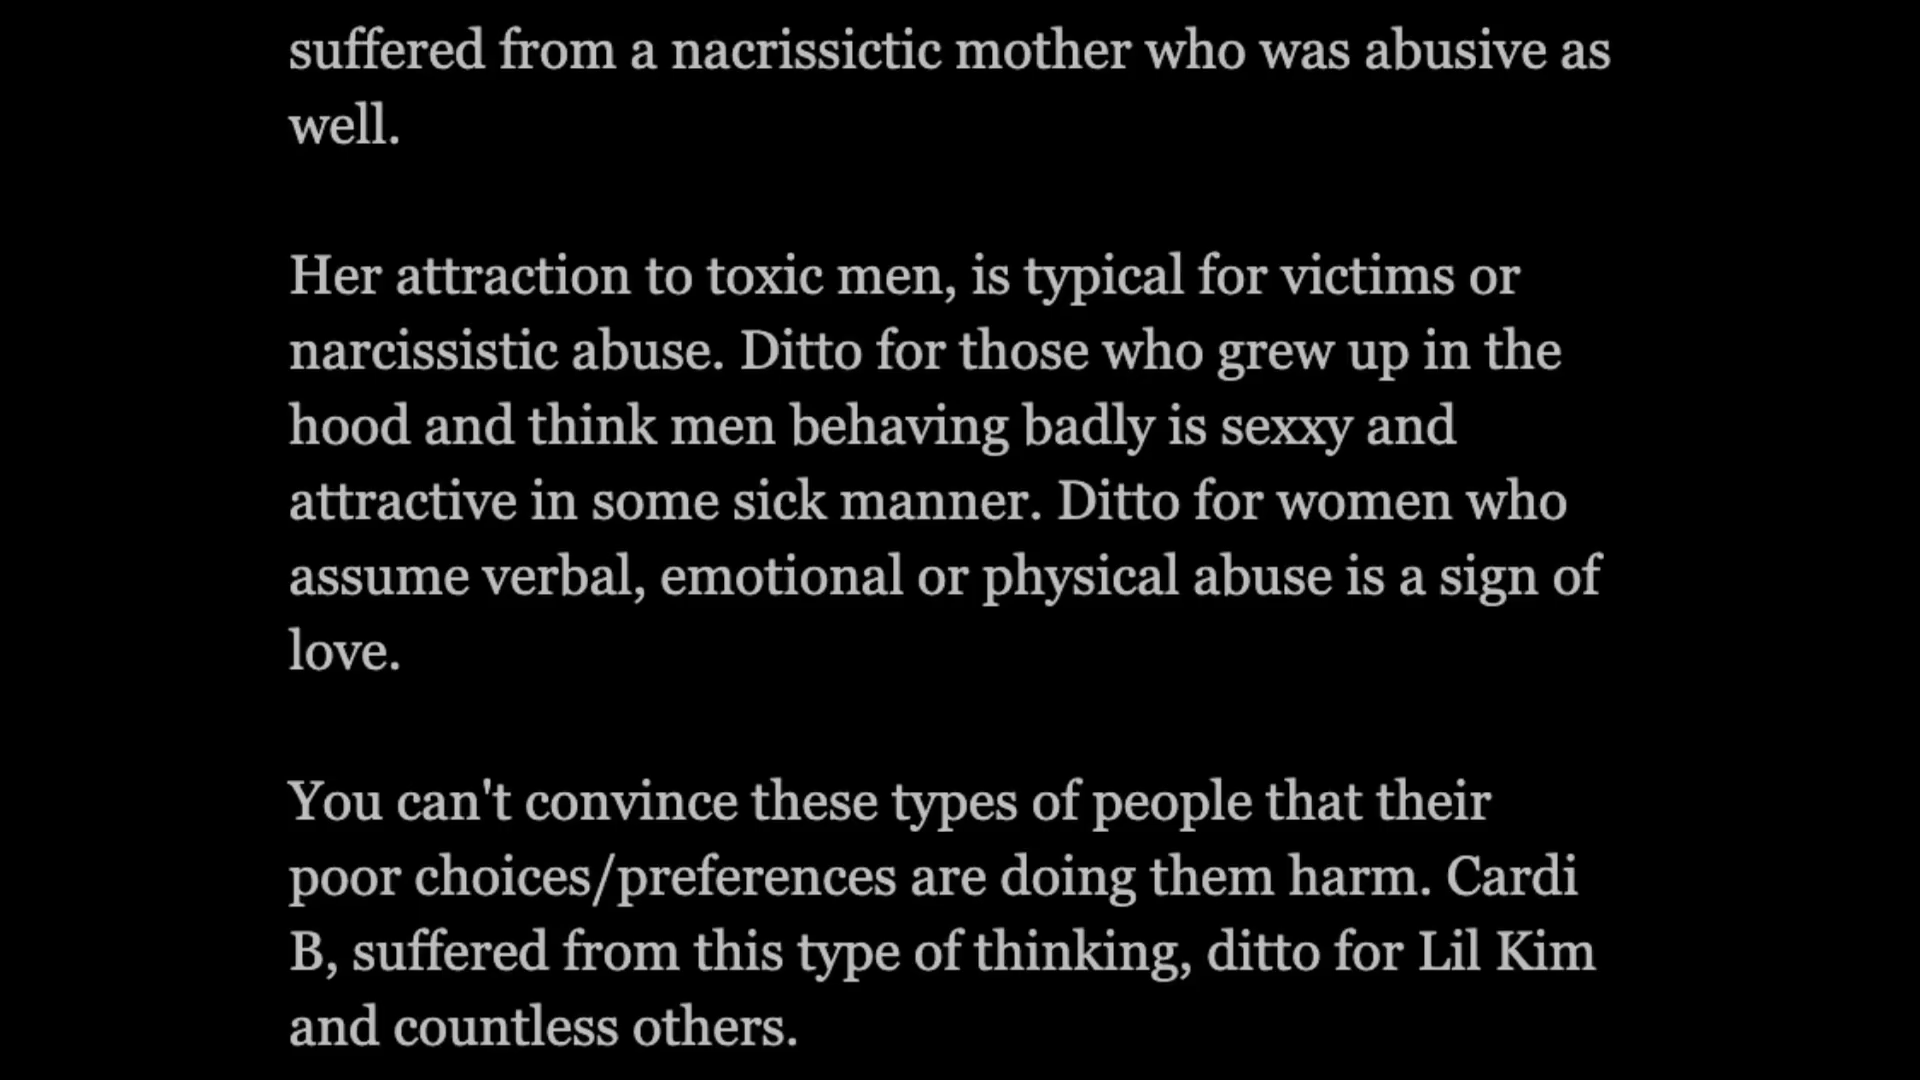 suffered from a nacrissictic mother who was abusive as
well.
Her attraction to toxic men, is typical for victims or
narcissistic abuse. Ditto for those who grew up in the
hood and think men behaving badly is sexxy and
attractive in some sick manner. Ditto for women who
assume verbal, emotional or physical abuse is a sign of
love.
You can't convince these types of people that their
poor choices/preferences are doing them harm. Cardi
B, suffered from this type of thinking, ditto for Lil Kim
and countless others.